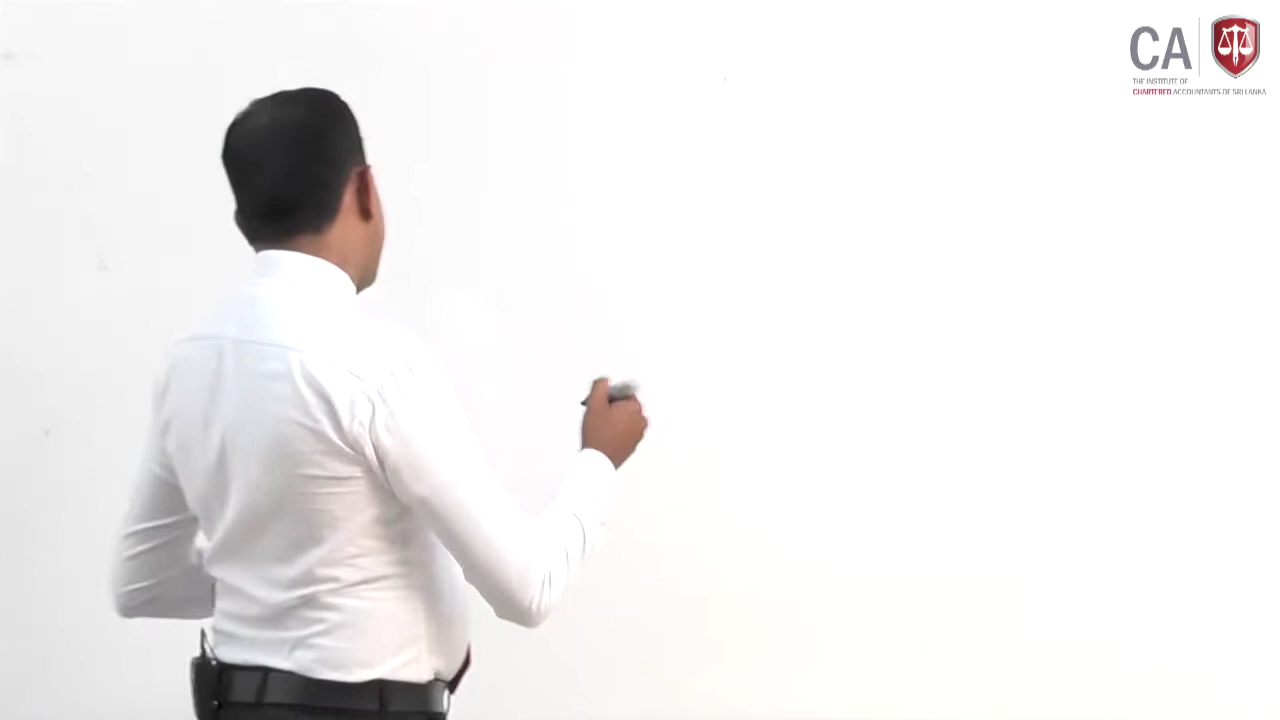 CA
THE INSTITUTE OF
CHARTERED ACCOUNTANTS OF SRI LANKA